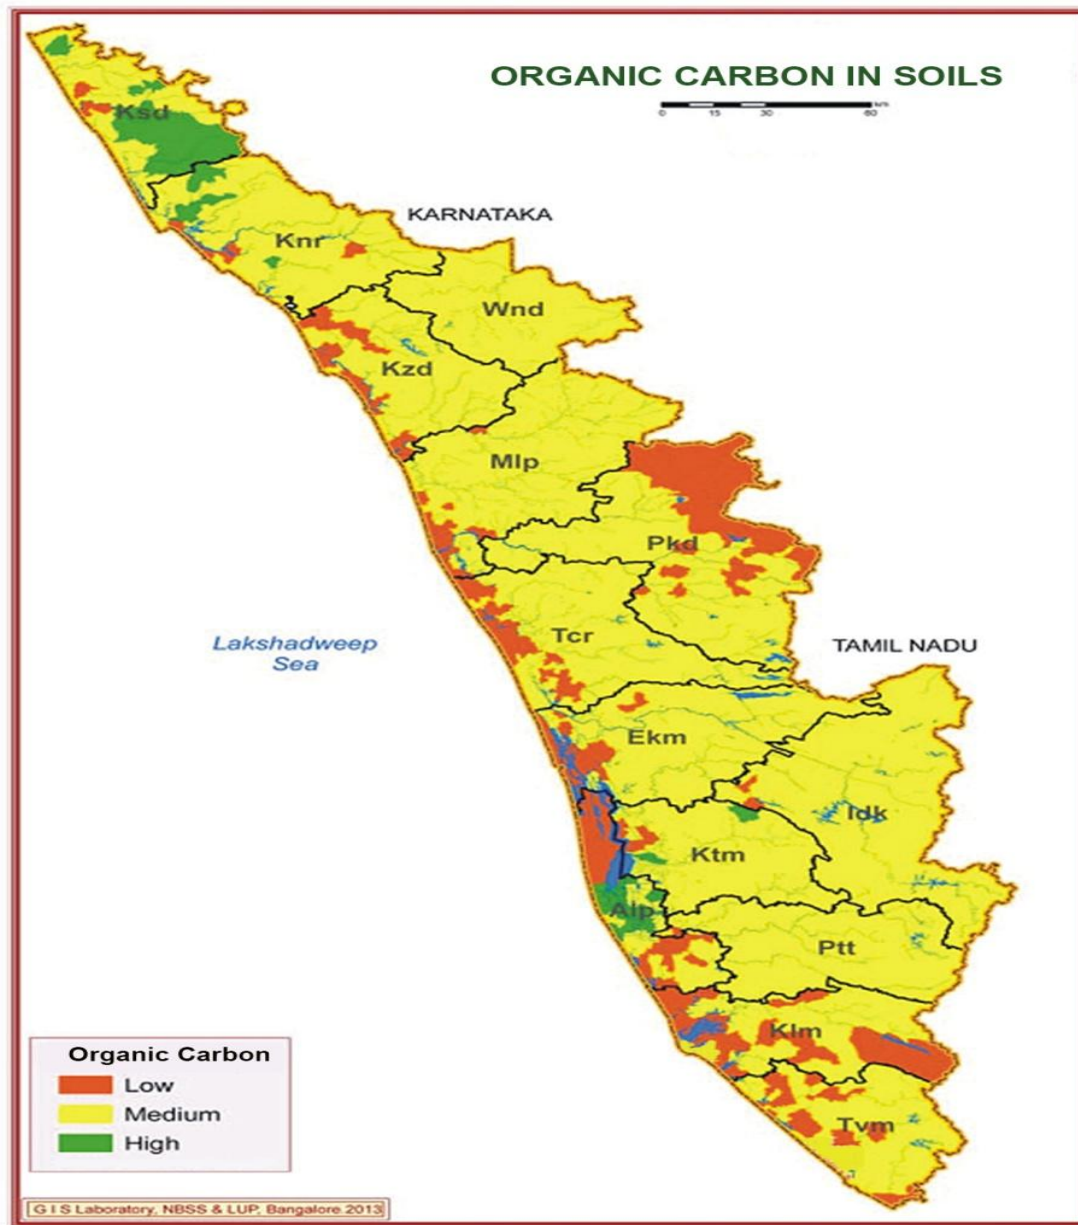 ORGANIC CARBON IN SOILS
km
0 15 30 60
Ksd
KARNATAKA
Knr
Wnd
Kzd
Mlp
Pkd
Tcr
Lakshadweep
Sea
TAMIL NADU
Ekm
Idk
Ktm
Alp
Ptt
Klm
Tvm
Organic Carbon
Low
Medium
High
G I S Laboratory, NBSS & LUP, Bangalore.2013